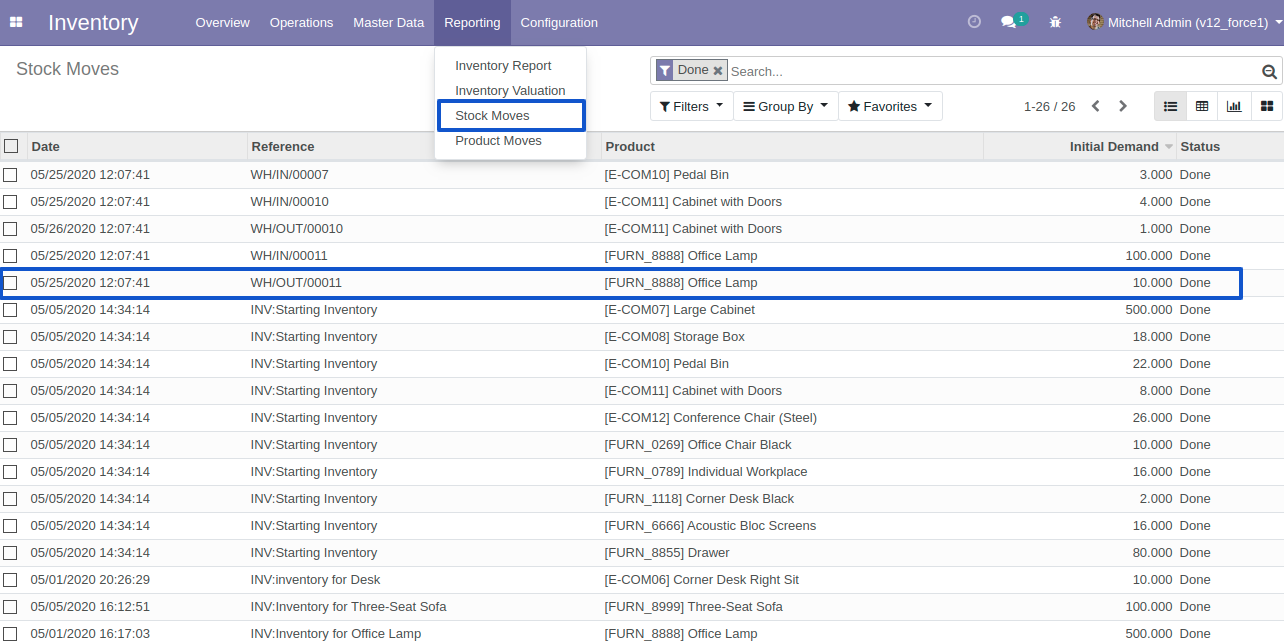 Inventory Overview Operations Master Data Reporting Configuration 1 Mitchell Admin (v12_force1)
Stock Moves
Inventory Report
Inventory Valuation
Stock Moves
Product Moves
Done Search...
Filters Group By Favorites 1-26 / 26
Date Reference Product Initial Demand Status
05/25/2020 12:07:41 WH/IN/00007 [E-COM10] Pedal Bin 3.000 Done
05/25/2020 12:07:41 WH/IN/00010 [E-COM11] Cabinet with Doors 4.000 Done
05/26/2020 12:07:41 WH/OUT/00010 [E-COM11] Cabinet with Doors 1.000 Done
05/25/2020 12:07:41 WH/IN/00011 [FURN_8888] Office Lamp 100.000 Done
05/25/2020 12:07:41 WH/OUT/00011 [FURN_8888] Office Lamp 10.000 Done
05/05/2020 14:34:14 INV:Starting Inventory [E-COM07] Large Cabinet 500.000 Done
05/05/2020 14:34:14 INV:Starting Inventory [E-COM08] Storage Box 18.000 Done
05/05/2020 14:34:14 INV:Starting Inventory [E-COM10] Pedal Bin 22.000 Done
05/05/2020 14:34:14 INV:Starting Inventory [E-COM11] Cabinet with Doors 8.000 Done
05/05/2020 14:34:14 INV:Starting Inventory [E-COM12] Conference Chair (Steel) 26.000 Done
05/05/2020 14:34:14 INV:Starting Inventory [FURN_0269] Office Chair Black 10.000 Done
05/05/2020 14:34:14 INV:Starting Inventory [FURN_0789] Individual Workplace 16.000 Done
05/05/2020 14:34:14 INV:Starting Inventory [FURN_1118] Corner Desk Black 2.000 Done
05/05/2020 14:34:14 INV:Starting Inventory [FURN_6666] Acoustic Bloc Screens 16.000 Done
05/05/2020 14:34:14 INV:Starting Inventory [FURN_8855] Drawer 80.000 Done
05/01/2020 20:26:29 INV:inventory for Desk [E-COM06] Corner Desk Right Sit 10.000 Done
05/05/2020 16:12:51 INV:Inventory for Three-Seat Sofa [FURN_8999] Three-Seat Sofa 100.000 Done
05/01/2020 16:17:03 INV:Inventory for Office Lamp [FURN_8888] Office Lamp 500.000 Done